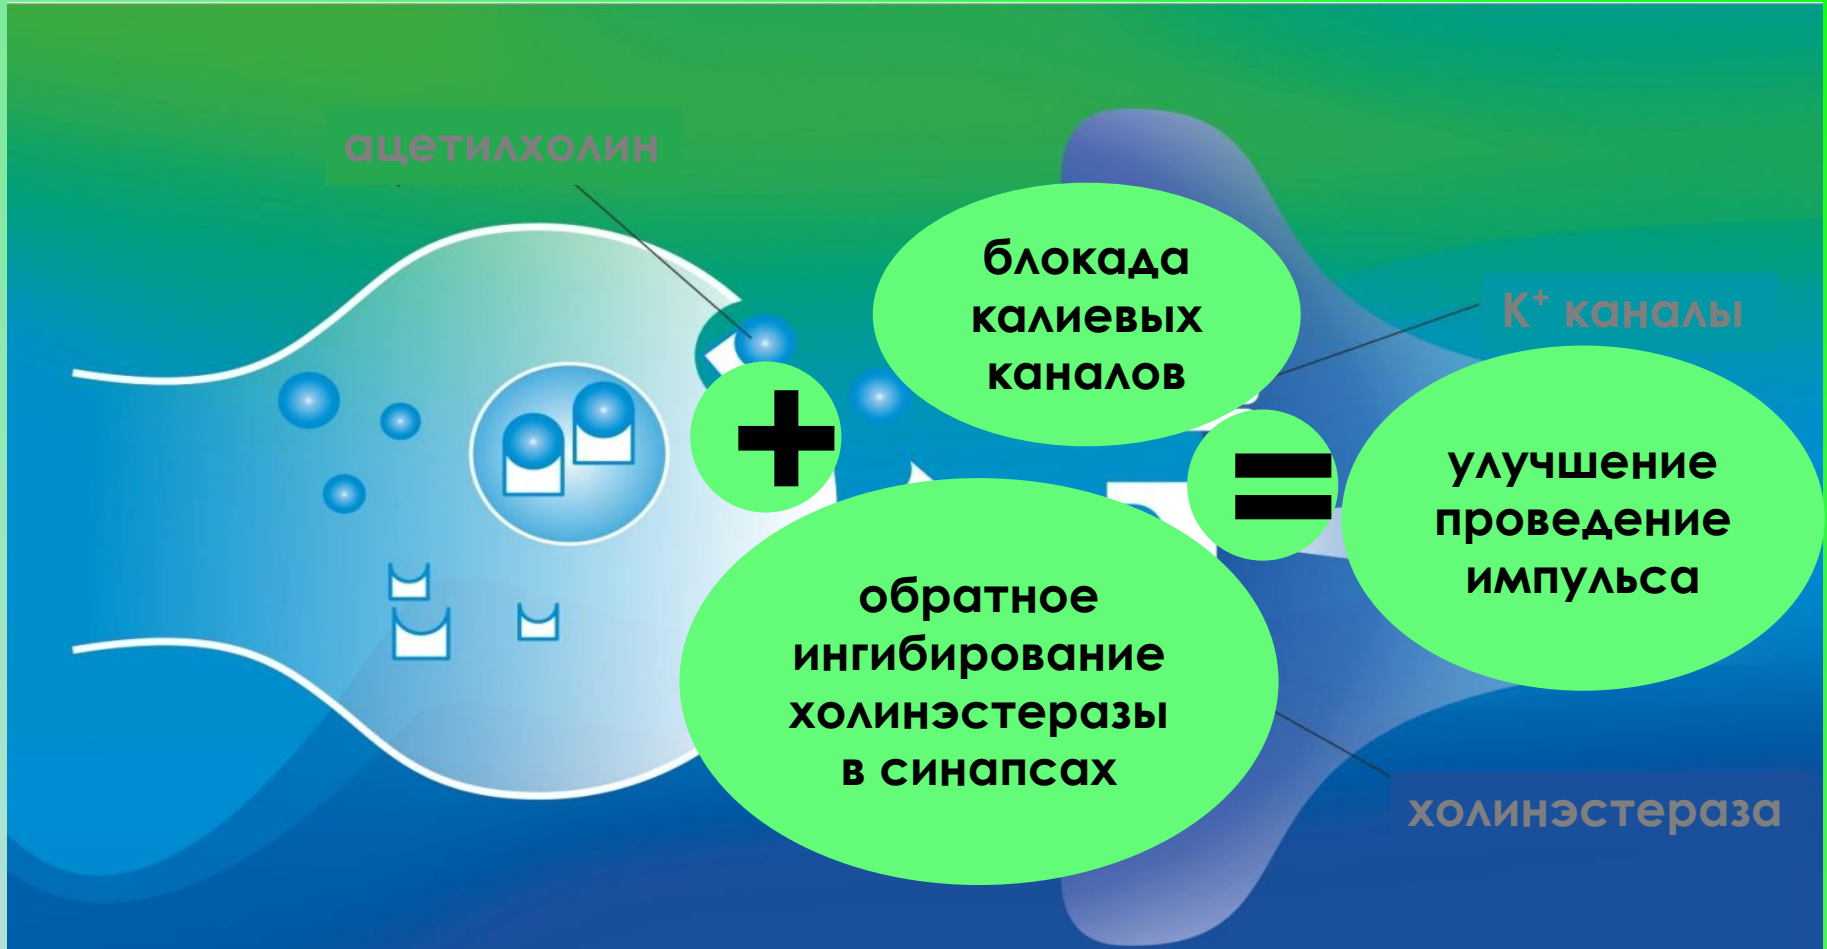 ацетилхолин
блокада
калиевых
каналов
K⁺ каналы
+
=
улучшение
проведение
импульса
обратное
ингибирование
холинэстеразы
в синапсах
холинэстераза